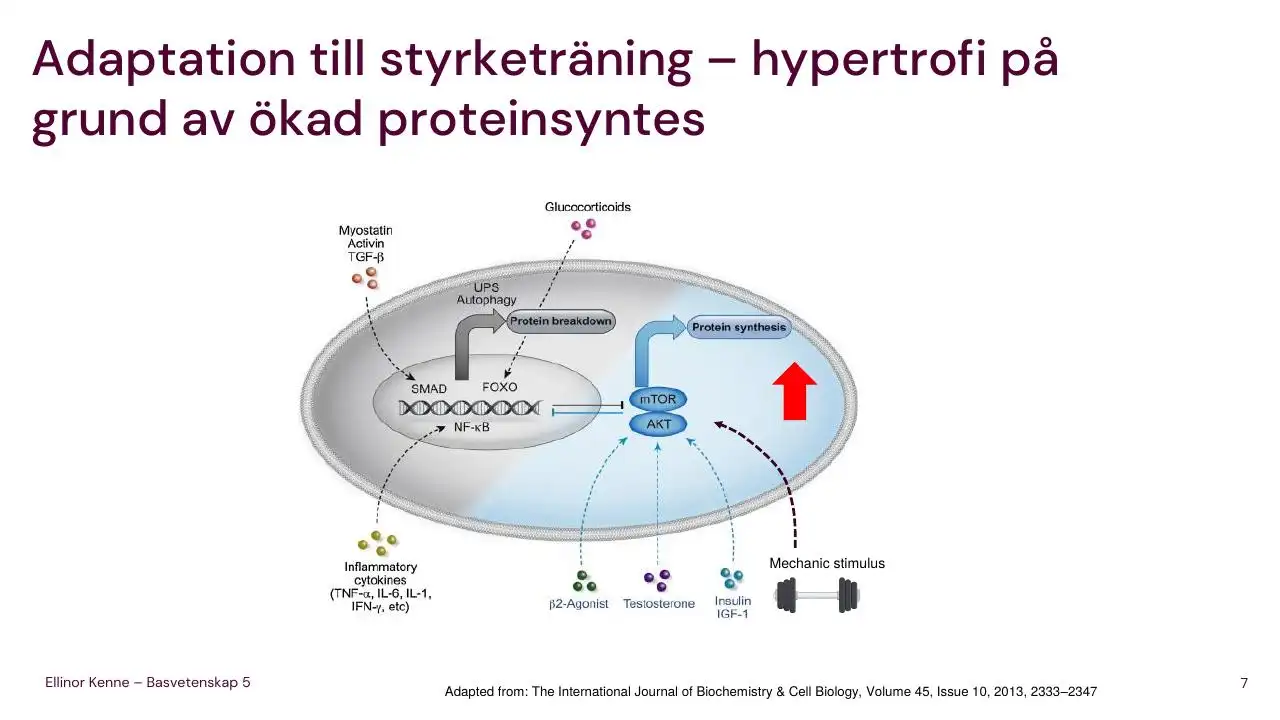 Adaptation till styrketräning – hypertrofi på
grund av ökad proteinsyntes
Glucocorticoids
Myostatin
Activin
TGF-β
UPS
Autophagy
Protein breakdown
Protein synthesis
SMAD
FOXO
NF-κB
mTOR
AKT
Inflammatory
cytokines
(TNF-α, IL-6, IL-1,
IFN-γ, etc)
β2-Agonist
Testosterone
Insulin
IGF-1
Mechanic stimulus
Ellinor Kenne – Basvetenskap 5
Adapted from: The International Journal of Biochemistry & Cell Biology, Volume 45, Issue 10, 2013, 2333–2347
7